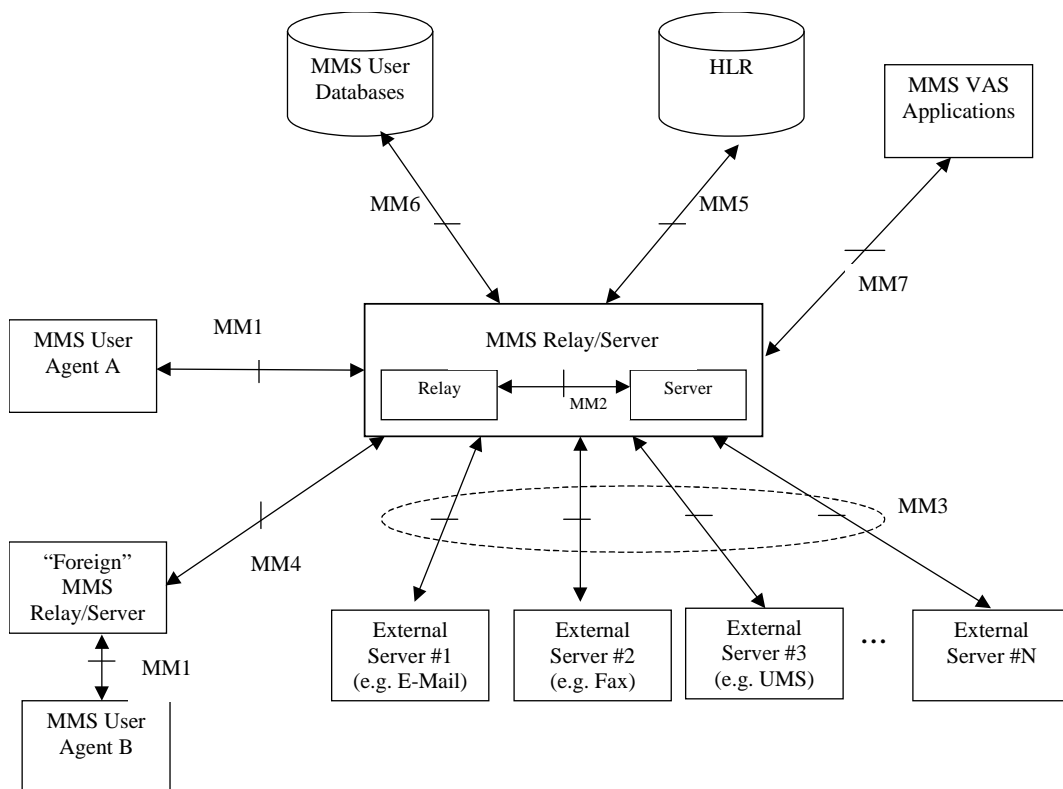 MMS User
Databases
HLR
MMS VAS
Applications
MM6
MM5
MM7
MM1
MMS User
Agent A
MMS Relay/Server
Relay
MM2
Server
MM3
“Foreign”
MMS
Relay/Server
MM4
MM1
MMS User
Agent B
External
Server #1
(e.g. E-Mail)
External
Server #2
(e.g. Fax)
External
Server #3
(e.g. UMS)
...
External
Server #N